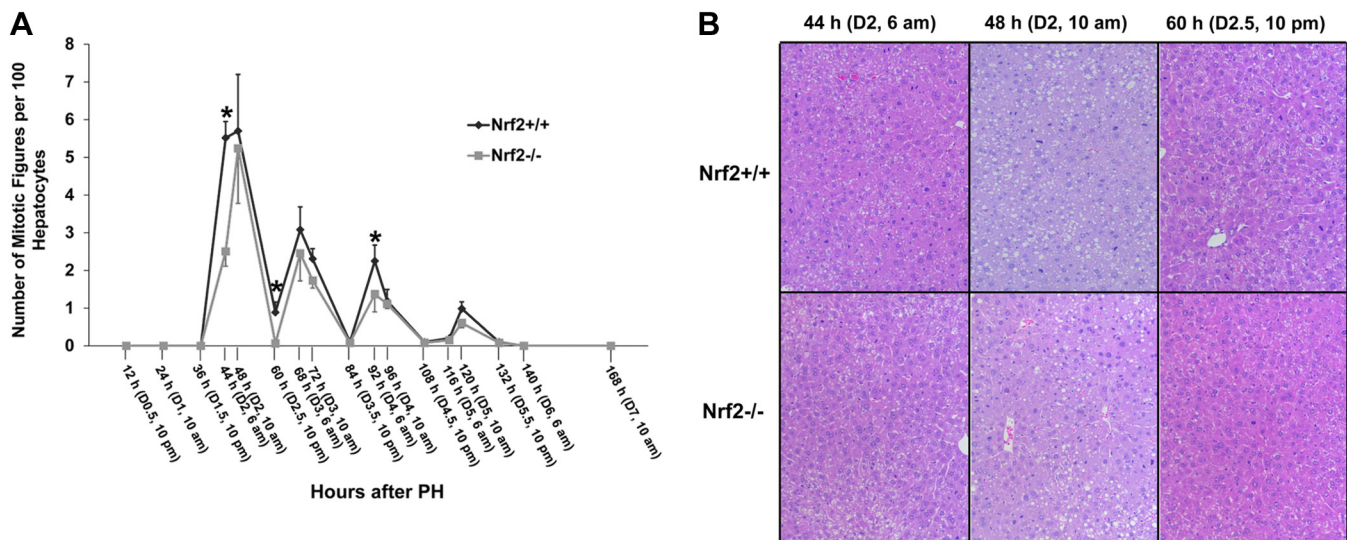 A
Number of Mitotic Figures per 100
Hepatocytes
8
7
6
5
4
3
2
1
0
*
*
*
Nrf2+/+
Nrf2-/-
12 h (D0.5, 10 pm)
24 h (D1, 10 am)
36 h (D1.5, 10 pm)
44 h (D2, 6 am)
48 h (D2, 10 am)
60 h (D2.5, 10 pm)
68 h (D3, 6 am)
72 h (D3, 10 am)
84 h (D3.5, 10 pm)
92 h (D4, 6 am)
96 h (D4, 10 am)
108 h (D4.5, 10 pm)
116 h (D5, 6 am)
120 h (D5, 10 am)
132 h (D5.5, 10 pm)
140 h (D6, 6 am)
168 h (D7, 10 am)
Hours after PH
B
44 h (D2, 6 am)
48 h (D2, 10 am)
60 h (D2.5, 10 pm)
Nrf2+/+
Nrf2-/-